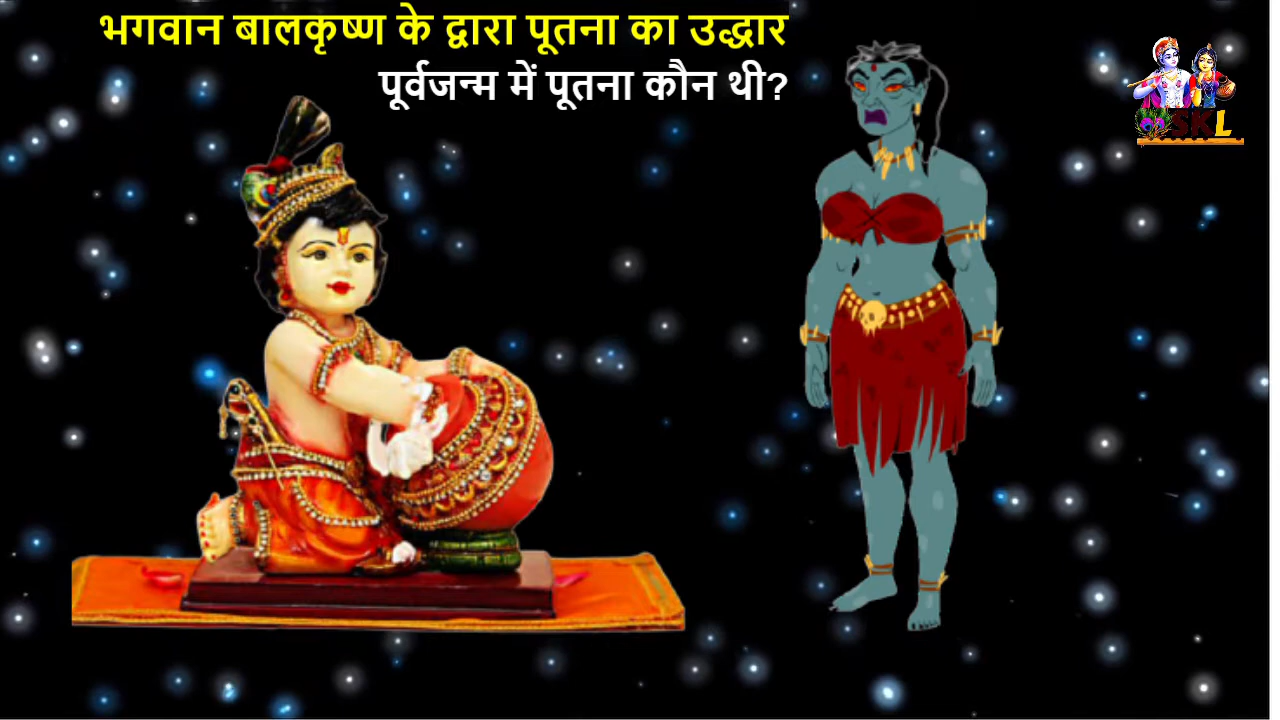 भगवान बालकृष्ण के द्वारा पूतना का उद्धार
पूर्वजन्म में पूतना कौन थी?
SKL